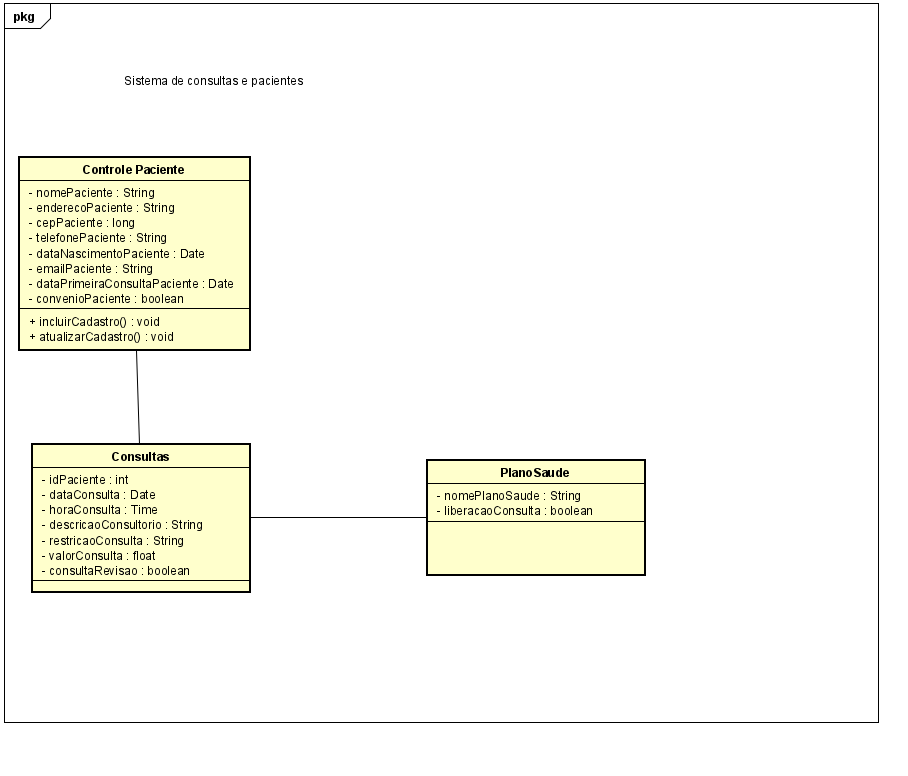 pkg
Sistema de consultas e pacientes
Controle Paciente
- nomePaciente : String
- enderecoPaciente : String
- cepPaciente : long
- telefonePaciente : String
- dataNascimentoPaciente : Date
- emailPaciente : String
- dataPrimeiraConsultaPaciente : Date
- convenioPaciente : boolean
+ incluirCadastro() : void
+ atualizarCadastro() : void
Consultas
- idPaciente : int
- dataConsulta : Date
- horaConsulta : Time
- descricaoConsultorio : String
- restricaoConsulta : String
- valorConsulta : float
- consultaRevisao : boolean
PlanoSaude
- nomePlanoSaude : String
- liberacaoConsulta : boolean